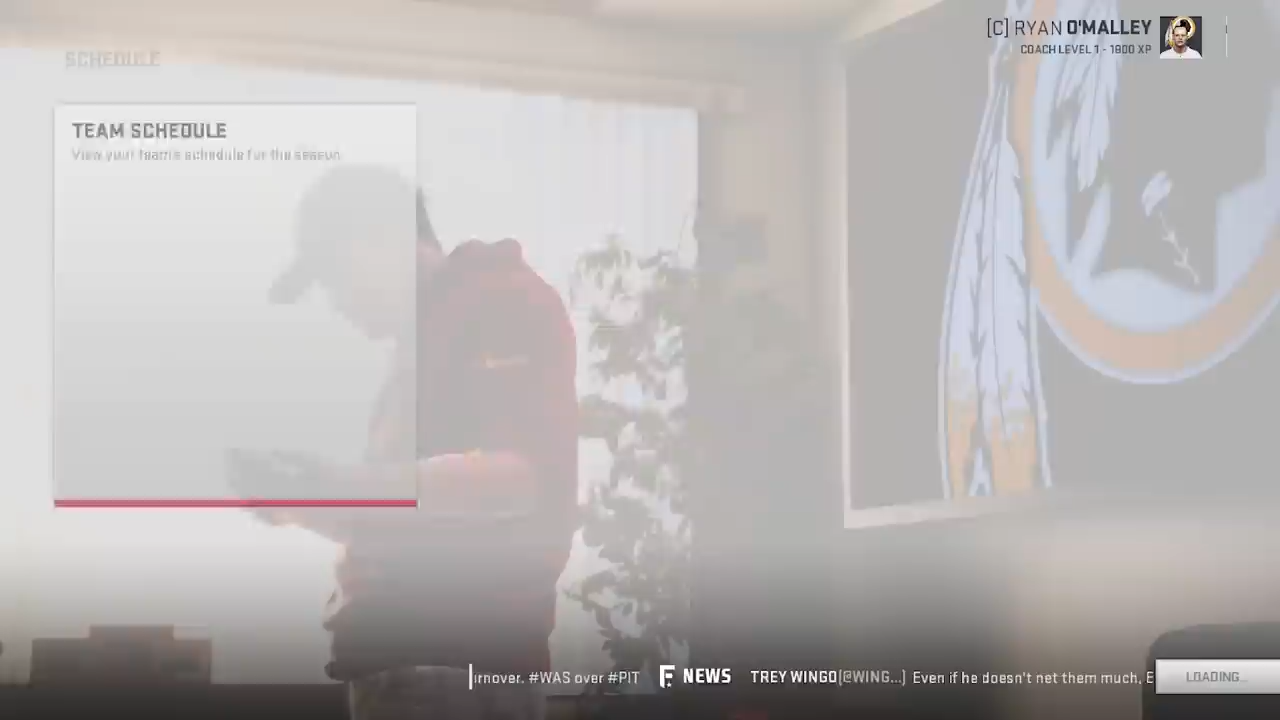 [C] RYAN O'MALLEY
COACH LEVEL 1 - 1800 XP
SCHEDULE
TEAM SCHEDULE
View your team's schedule for the season.
irnover. #WAS over #PIT
NEWS
TREY WINGO[@WING...] Even if he doesn't net them much, E
LOADING...